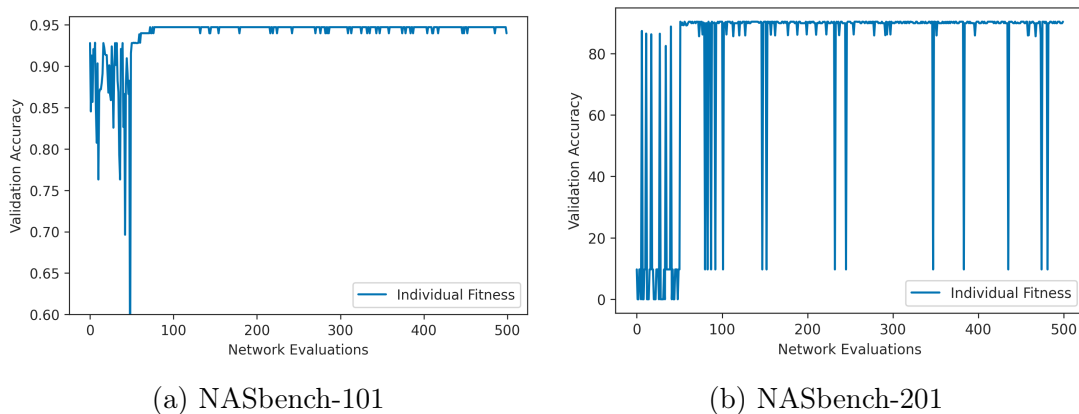 0.95
0.90
0.85
0.80
0.75
0.70
0.65
0.60
Validation Accuracy
0 100 200 300 400 500
Network Evaluations
Individual Fitness
(a) NASbench-101
80
60
40
20
0
Validation Accuracy
0 100 200 300 400 500
Network Evaluations
Individual Fitness
(b) NASbench-201